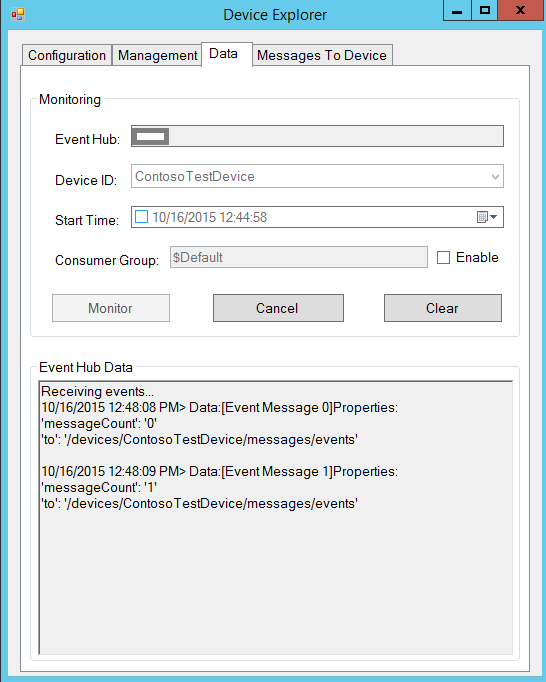 Device Explorer
Configuration Management Data Messages To Device
Monitoring
Event Hub:
Device ID: ContosoTestDevice
Start Time: 10/16/2015 12:44:58
Consumer Group: $Default Enable
Monitor Cancel Clear
Event Hub Data
Receiving events...
10/16/2015 12:48:08 PM> Data:[Event Message 0]Properties:
'messageCount': '0'
'to': '/devices/ContosoTestDevice/messages/events'
10/16/2015 12:48:09 PM> Data:[Event Message 1]Properties:
'messageCount': '1'
'to': '/devices/ContosoTestDevice/messages/events'